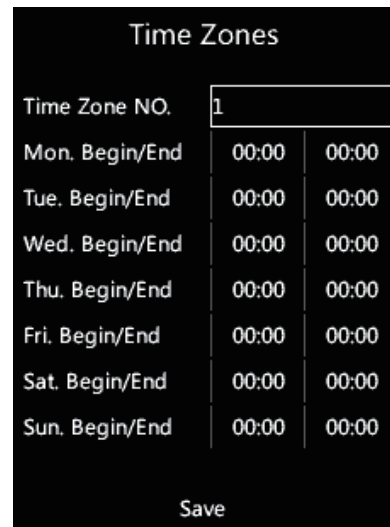 Time Zones
Time Zone NO. 1
Mon. Begin/End 00:00 00:00
Tue. Begin/End 00:00 00:00
Wed. Begin/End 00:00 00:00
Thu. Begin/End 00:00 00:00
Fri. Begin/End 00:00 00:00
Sat. Begin/End 00:00 00:00
Sun. Begin/End 00:00 00:00
Save